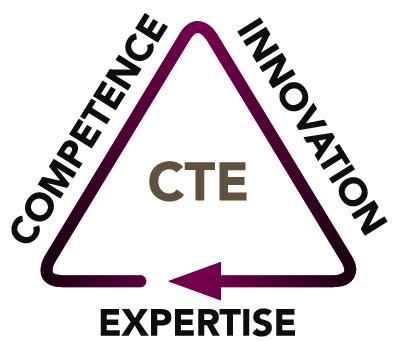 COMPETENCE
INNOVATION
CTE
EXPERTISE